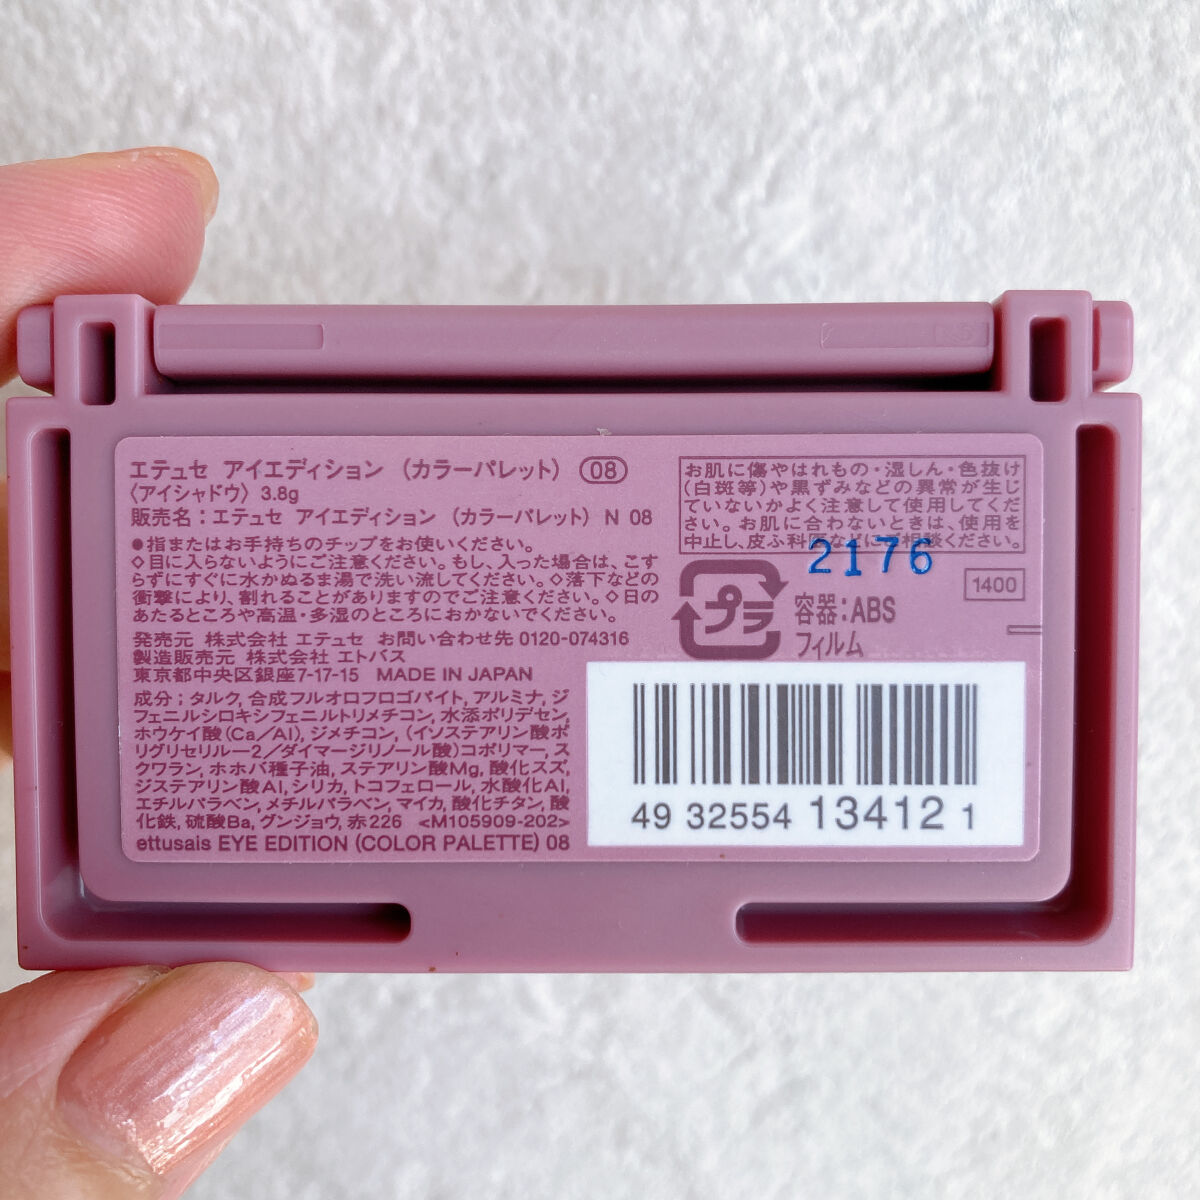 エテュセ アイエディション (カラーパレット) 08
〈アイシャドウ〉 3.8g
販売名:エテュセ アイエディション (カラーパレット) N 08
●指またはお手持ちのチップをお使いください。
◇目に入らないようにご注意ください。もし、入った場合は、こす
らずにすぐに水かぬるま湯で洗い流してください。◇落下などの
衝撃により、割れることがありますのでご注意ください。◇日の
あたるところや高温・多湿のところにおかないでください。
発売元 株式会社 エテュセ お問い合わせ先 0120-074316
製造販売元 株式会社 エトバス
東京都中央区銀座7-17-15 MADE IN JAPAN
成分:タルク, 合成フルオロフロゴパイト, アルミナ, ジ
フェニルシロキシフェニルトリメチコン, 水添ポリデセン,
ホウケイ酸(Ca/Al), ジメチコン, (イソステアリン酸ポ
リグリセリル-2/ダイマージリノール酸)コポリマー, ス
クワラン, ホホバ種子油, ステアリン酸Mg, 酸化スズ,
ジステアリン酸Al, シリカ, トコフェロール, 水酸化Al,
エチルパラベン, メチルパラベン, マイカ, 酸化チタン, 酸
化鉄, 硫酸Ba, グンジョウ, 赤226 <M105909-202>
ettusais EYE EDITION (COLOR PALETTE) 08
お肌に傷やはれもの・湿しん・色抜け
(白斑等)や黒ずみなどの異常が生じ
ていないかよく注意して使用してくだ
さい。お肌に合わないときは、使用を
中止し、皮ふ科医などにご相談ください。
2176
1400
プラ
容器:ABS
フィルム
49 32554 13412 1